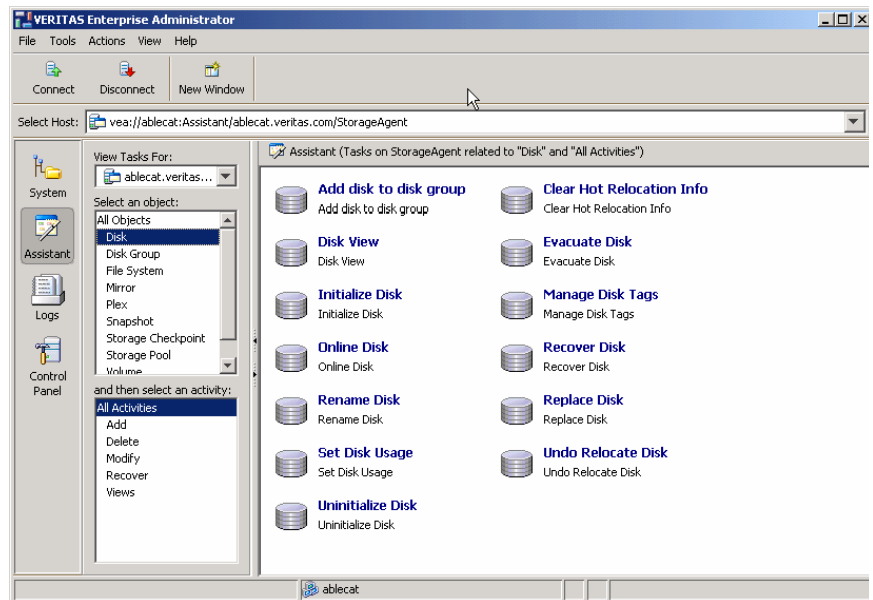 VERITAS Enterprise Administrator
File Tools Actions View Help
Connect Disconnect New Window
Select Host: vea://ablecat:Assistant/ablecat.veritas.com/StorageAgent
System
Assistant
Logs
Control
Panel
View Tasks For:
ablecat.veritas...
Select an object:
All Objects
Disk
Disk Group
File System
Mirror
Plex
Snapshot
Storage Checkpoint
Storage Pool
Volume
and then select an activity:
All Activities
Add
Delete
Modify
Recover
Views
Assistant (Tasks on StorageAgent related to "Disk" and "All Activities")
Add disk to disk group
Add disk to disk group
Clear Hot Relocation Info
Clear Hot Relocation Info
Disk View
Disk View
Evacuate Disk
Evacuate Disk
Initialize Disk
Initialize Disk
Manage Disk Tags
Manage Disk Tags
Online Disk
Online Disk
Recover Disk
Recover Disk
Rename Disk
Rename Disk
Replace Disk
Replace Disk
Set Disk Usage
Set Disk Usage
Undo Relocate Disk
Undo Relocate Disk
Uninitialize Disk
Uninitialize Disk
ablecat